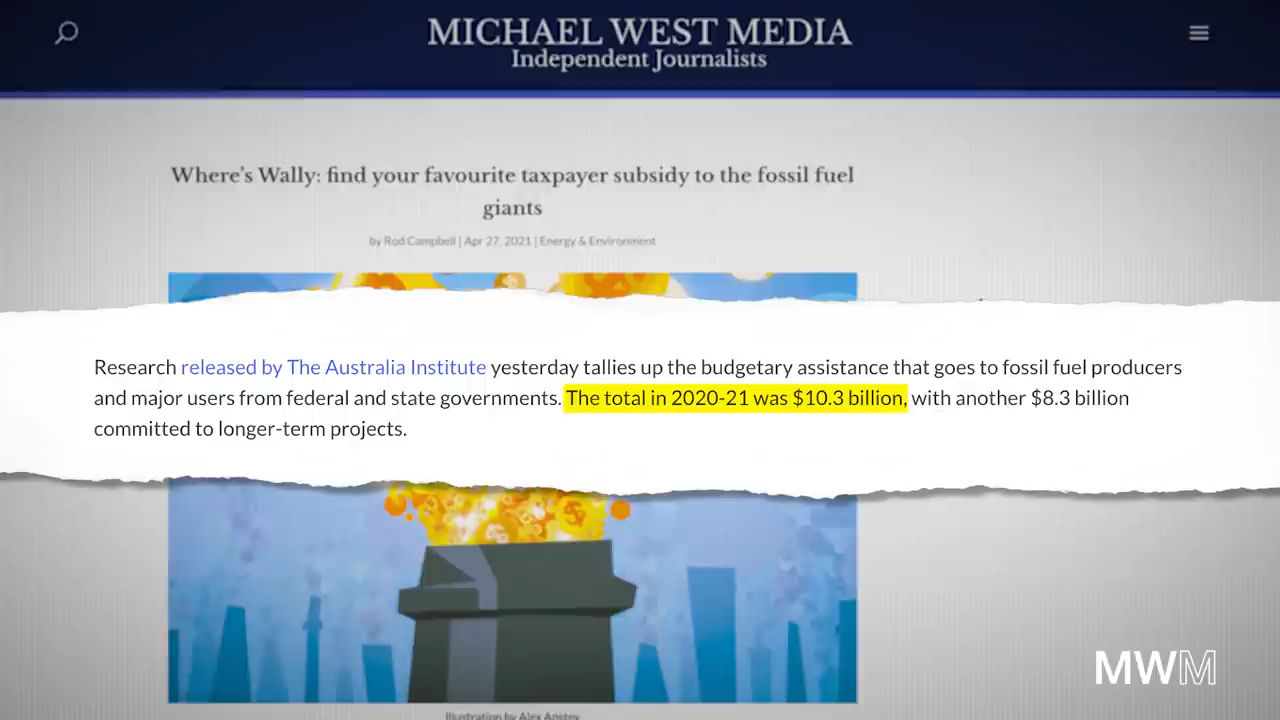 MICHAEL WEST MEDIA
Independent Journalists
Where's Wally: find your favourite taxpayer subsidy to the fossil fuel
giants
by Rod Campbell | Apr 27, 2021 | Energy & Environment
Research released by The Australia Institute yesterday tallies up the budgetary assistance that goes to fossil fuel producers
and major users from federal and state governments. The total in 2020-21 was $10.3 billion, with another $8.3 billion
committed to longer-term projects.
Illustration by Alex Anstey
MWM